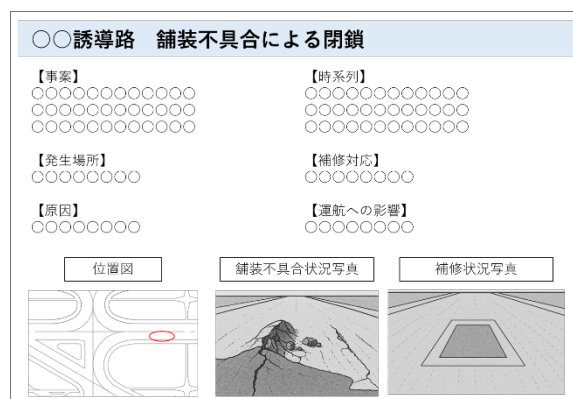 ○○誘導路　舗装不具合による閉鎖
【事案】
○○○○○○○○○○○○
○○○○○○○○○○○○
○○○○○○○○○○○○
【発生場所】
○○○○○○○○
【原因】
○○○○○○○○
【時系列】
○○○○○○○○○○○○
○○○○○○○○○○○○
○○○○○○○○○○○○
【補修対応】
○○○○○○○○
【運航への影響】
○○○○○○○○
位置図
舗装不具合状況写真
補修状況写真